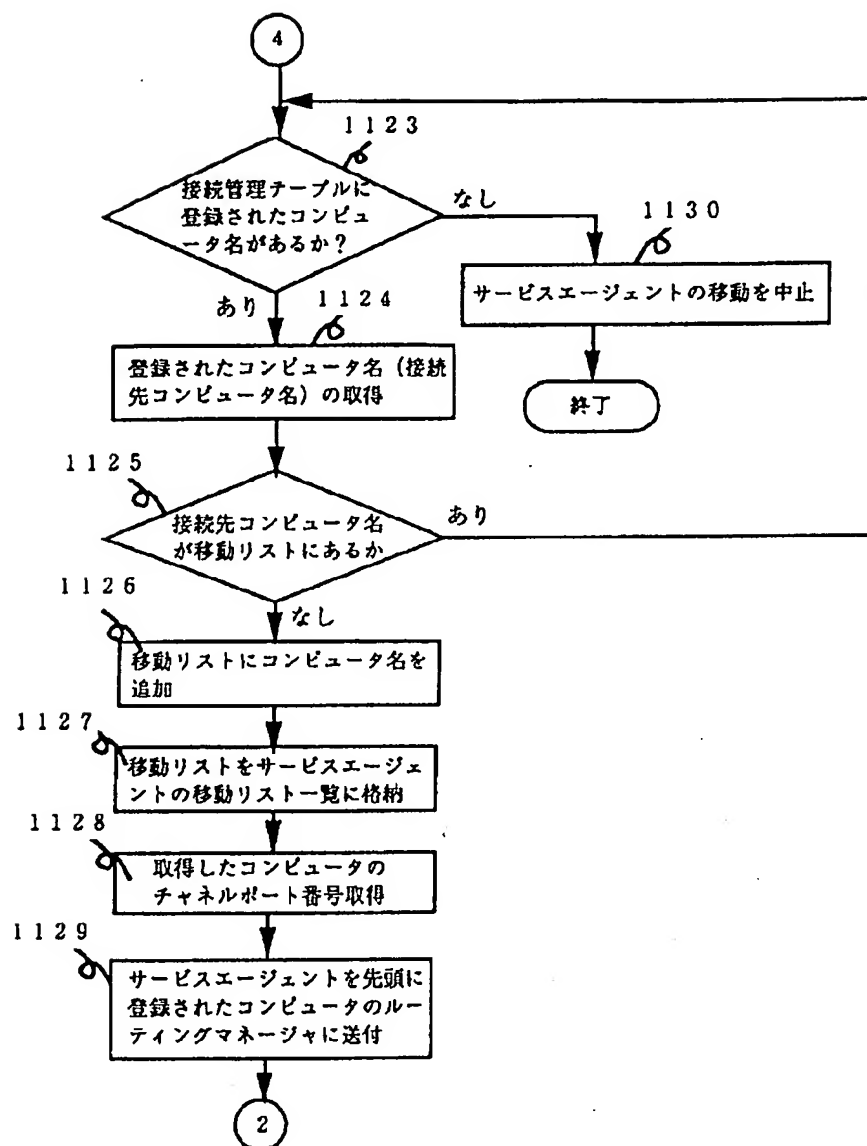 4
1123
接続管理テーブルに
登録されたコンピュ
ータ名があるか？
なし
1130
サービスエージェントの移動を中止
終了
あり
1124
登録されたコンピュータ名（接続
先コンピュータ名）の取得
1125
接続先コンピュータ名
が移動リストにあるか
あり
なし
1126
移動リストにコンピュータ名を
追加
1127
移動リストをサービスエージェ
ントの移動リスト一覧に格納
1128
取得したコンピュータの
チャネルポート番号取得
1129
サービスエージェントを先頭に
登録されたコンピュータのルー
ティングマネージャに送付
2